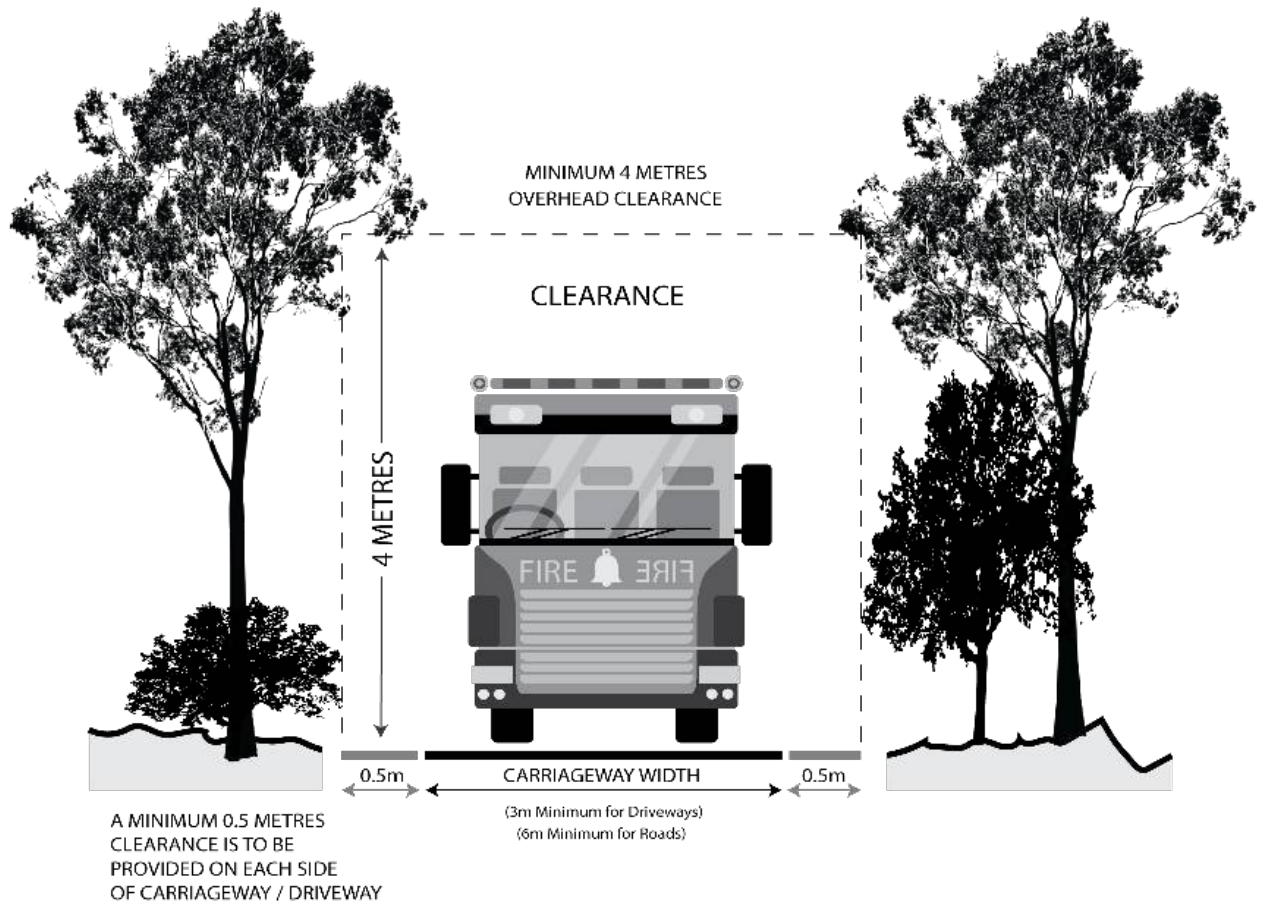 MINIMUM 4 METRES
OVERHEAD CLEARANCE
CLEARANCE
4 METRES
FIRE FIRE
0.5m
CARRIAGEWAY WIDTH
0.5m
(3m Minimum for Driveways)
(6m Minimum for Roads)
A MINIMUM 0.5 METRES
CLEARANCE IS TO BE
PROVIDED ON EACH SIDE
OF CARRIAGEWAY / DRIVEWAY